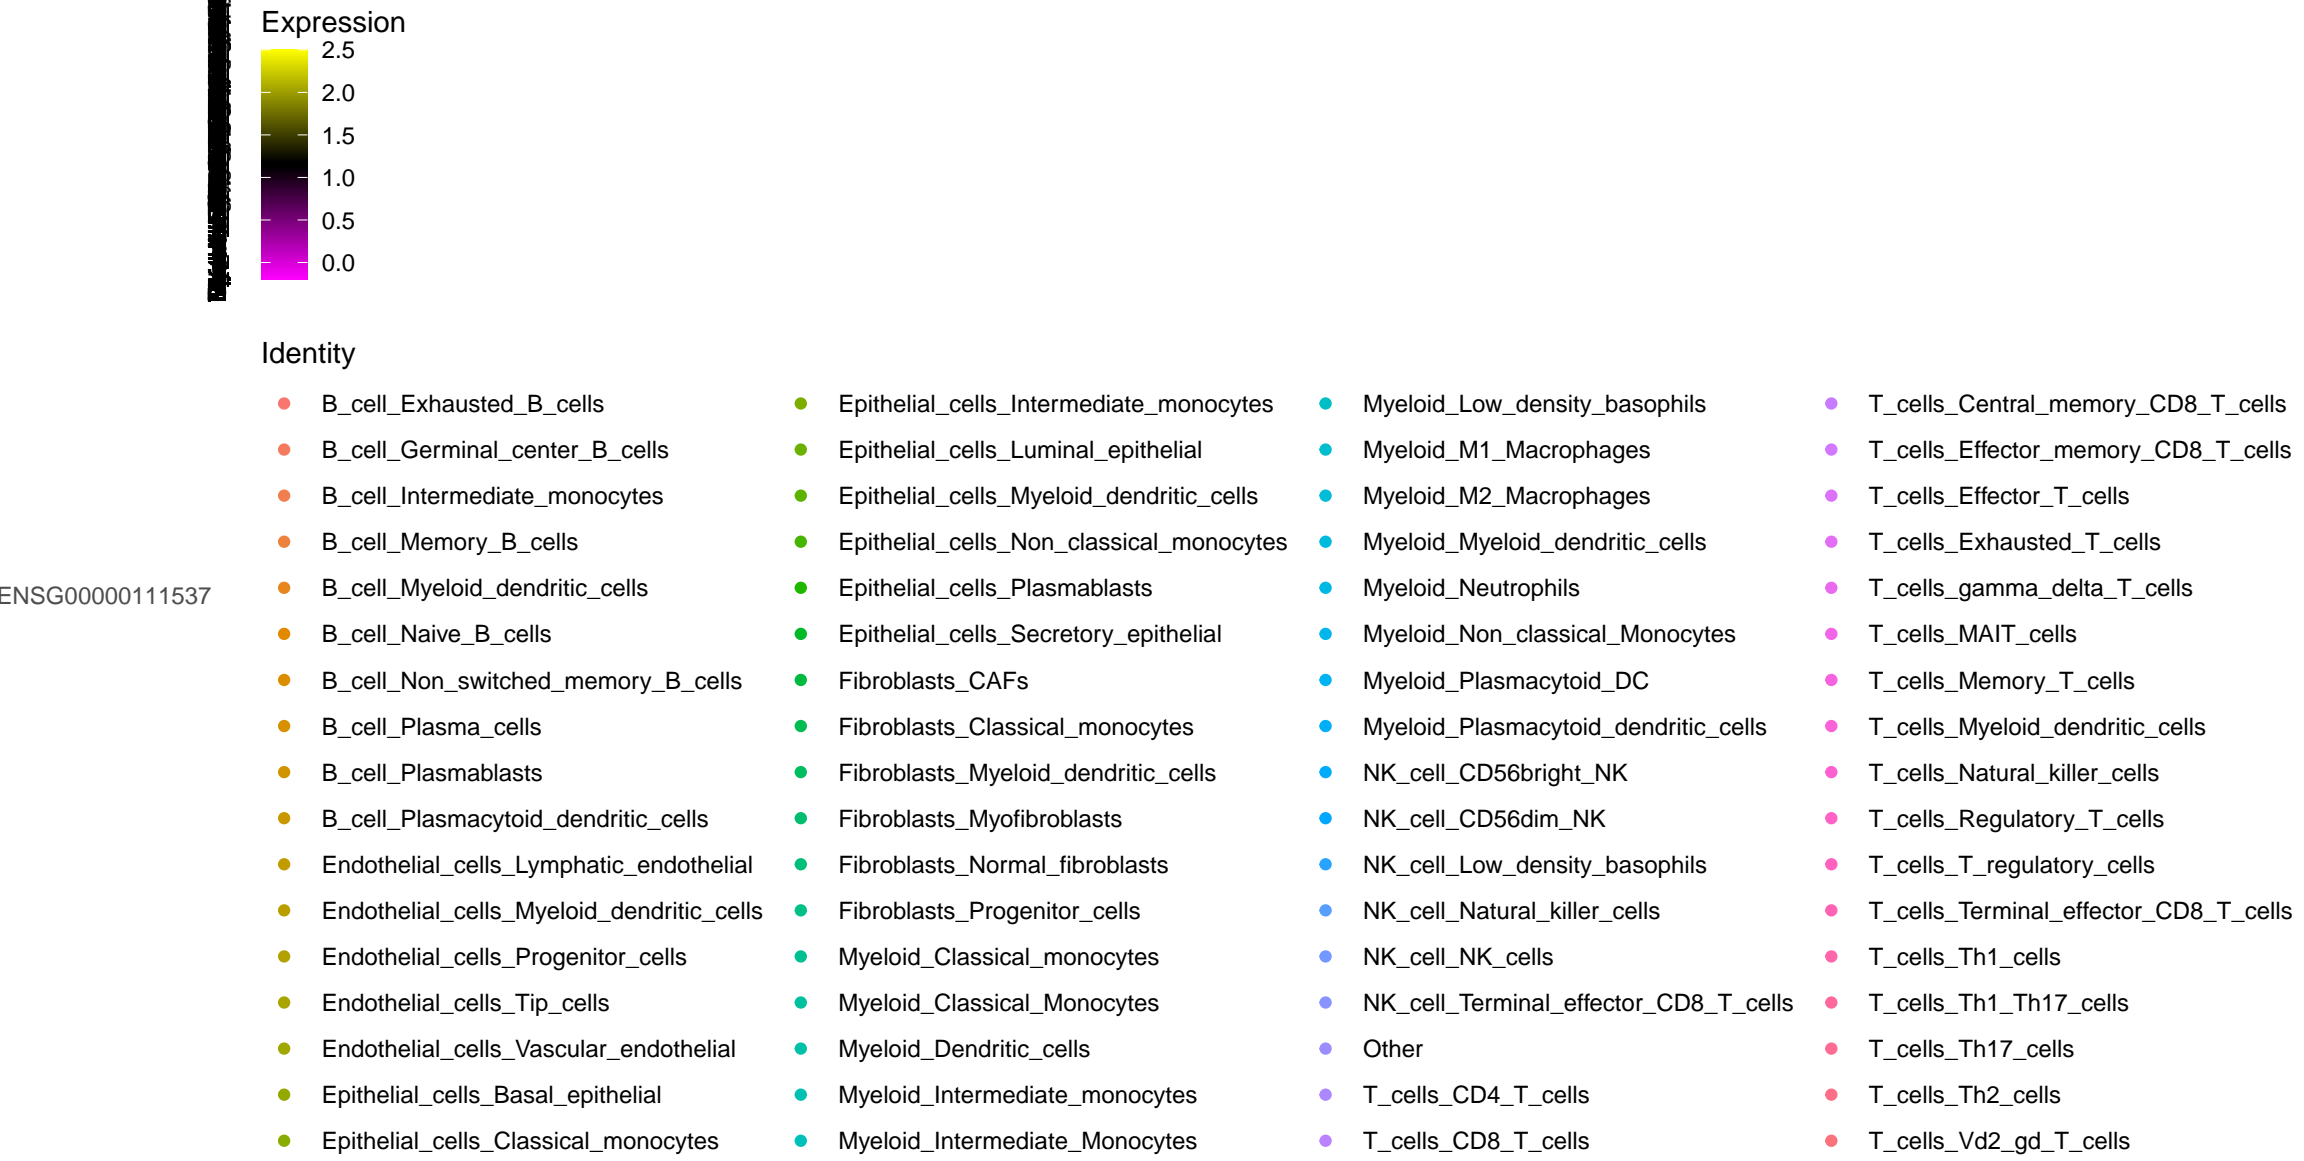 Expression
2.5
2.0
1.5
1.0
0.5
0.0
Identity
B_cell_Exhausted_B_cells
B_cell_Germinal_center_B_cells
B_cell_Intermediate_monocytes
B_cell_Memory_B_cells
B_cell_Myeloid_dendritic_cells
B_cell_Naive_B_cells
B_cell_Non_switched_memory_B_cells
B_cell_Plasma_cells
B_cell_Plasmablasts
B_cell_Plasmacytoid_dendritic_cells
Endothelial_cells_Lymphatic_endothelial
Endothelial_cells_Myeloid_dendritic_cells
Endothelial_cells_Progenitor_cells
Endothelial_cells_Tip_cells
Endothelial_cells_Vascular_endothelial
Epithelial_cells_Basal_epithelial
Epithelial_cells_Classical_monocytes
Epithelial_cells_Intermediate_monocytes
Epithelial_cells_Luminal_epithelial
Epithelial_cells_Myeloid_dendritic_cells
Epithelial_cells_Non_classical_monocytes
Epithelial_cells_Plasmablasts
Epithelial_cells_Secretory_epithelial
Fibroblasts_CAFs
Fibroblasts_Classical_monocytes
Fibroblasts_Myeloid_dendritic_cells
Fibroblasts_Myofibroblasts
Fibroblasts_Normal_fibroblasts
Fibroblasts_Progenitor_cells
Myeloid_Classical_monocytes
Myeloid_Classical_Monocytes
Myeloid_Dendritic_cells
Myeloid_Intermediate_monocytes
Myeloid_Intermediate_Monocytes
Myeloid_Low_density_basophils
Myeloid_M1_Macrophages
Myeloid_M2_Macrophages
Myeloid_Myeloid_dendritic_cells
Myeloid_Neutrophils
Myeloid_Non_classical_Monocytes
Myeloid_Plasmacytoid_DC
Myeloid_Plasmacytoid_dendritic_cells
NK_cell_CD56bright_NK
NK_cell_CD56dim_NK
NK_cell_Low_density_basophils
NK_cell_Natural_killer_cells
NK_cell_NK_cells
NK_cell_Terminal_effector_CD8_T_cells
Other
T_cells_CD4_T_cells
T_cells_CD8_T_cells
T_cells_Central_memory_CD8_T_cells
T_cells_Effector_memory_CD8_T_cells
T_cells_Effector_T_cells
T_cells_Exhausted_T_cells
T_cells_gamma_delta_T_cells
T_cells_MAIT_cells
T_cells_Memory_T_cells
T_cells_Myeloid_dendritic_cells
T_cells_Natural_killer_cells
T_cells_Regulatory_T_cells
T_cells_T_regulatory_cells
T_cells_Terminal_effector_CD8_T_cells
T_cells_Th1_cells
T_cells_Th1_Th17_cells
T_cells_Th17_cells
T_cells_Th2_cells
T_cells_Vd2_gd_T_cells
ENSG00000111537